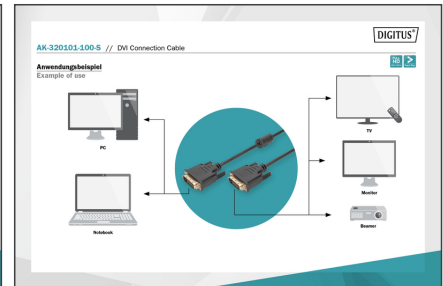 DIGITUS®
AK-320101-100-S // DVI Connection Cable
Anwendungsbeispiel
Example of use
PC
TV
Notebook
Monitor
Beamer